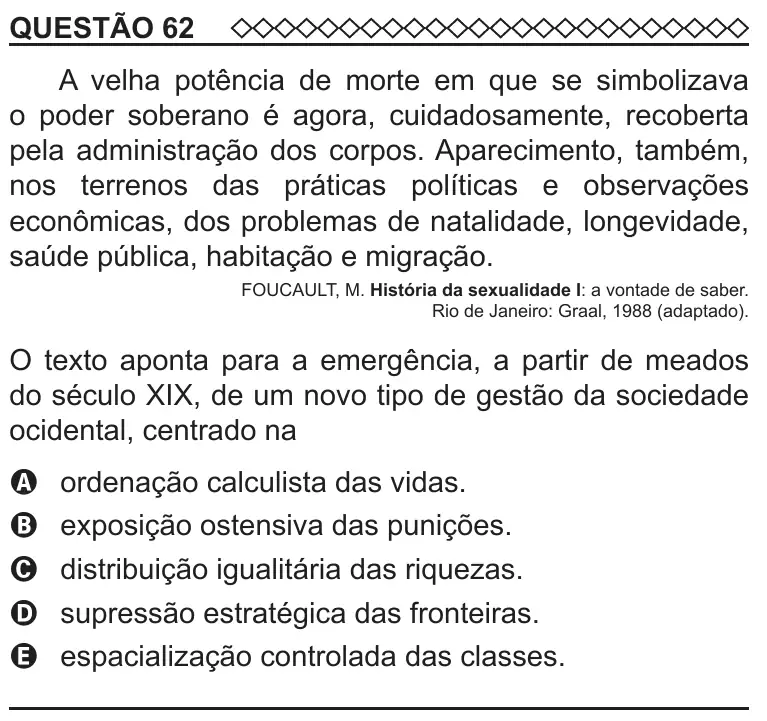 QUESTÃO 62
A velha potência de morte em que se simbolizava
o poder soberano é agora, cuidadosamente, recoberta
pela administração dos corpos. Aparecimento, também,
nos terrenos das práticas políticas e observações
econômicas, dos problemas de natalidade, longevidade,
saúde pública, habitação e migração.
FOUCAULT, M. História da sexualidade I: a vontade de saber.
Rio de Janeiro: Graal, 1988 (adaptado).
O texto aponta para a emergência, a partir de meados
do século XIX, de um novo tipo de gestão da sociedade
ocidental, centrado na
A ordenação calculista das vidas.
B exposição ostensiva das punições.
C distribuição igualitária das riquezas.
D supressão estratégica das fronteiras.
E espacialização controlada das classes.